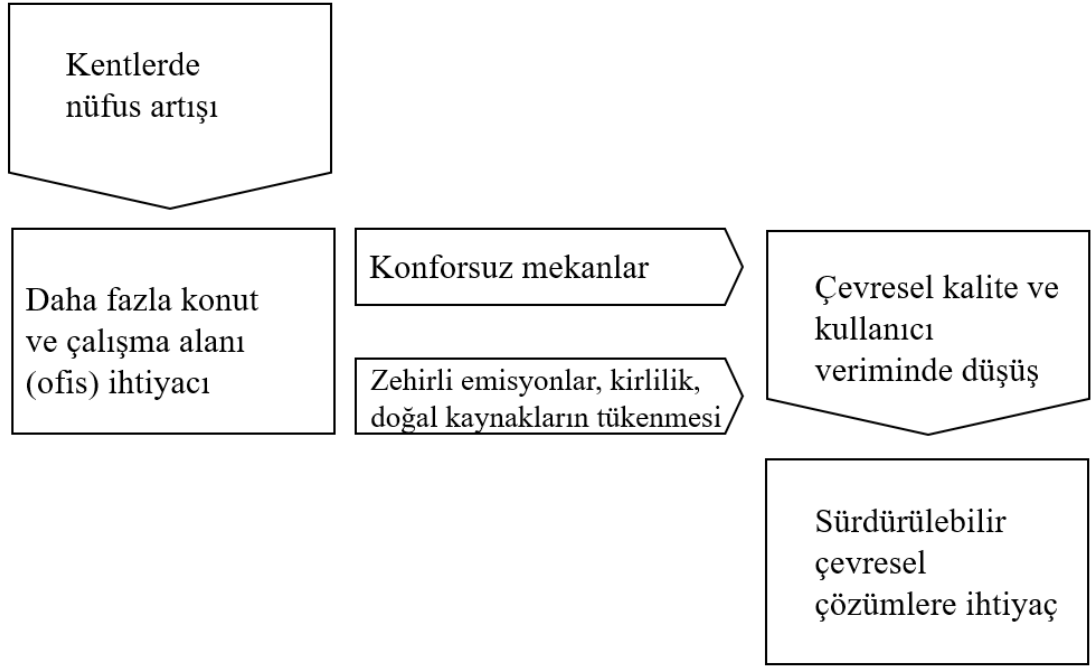 Kentlerde
nüfus artışı
Daha fazla konut
ve çalışma alanı
(ofis) ihtiyacı
Konforsuz mekanlar
Zehirli emisyonlar, kirlilik,
doğal kaynakların tükenmesi
Çevresel kalite ve
kullanıcı
veriminde düşüş
Sürdürülebilir
çevresel
çözümlere ihtiyaç